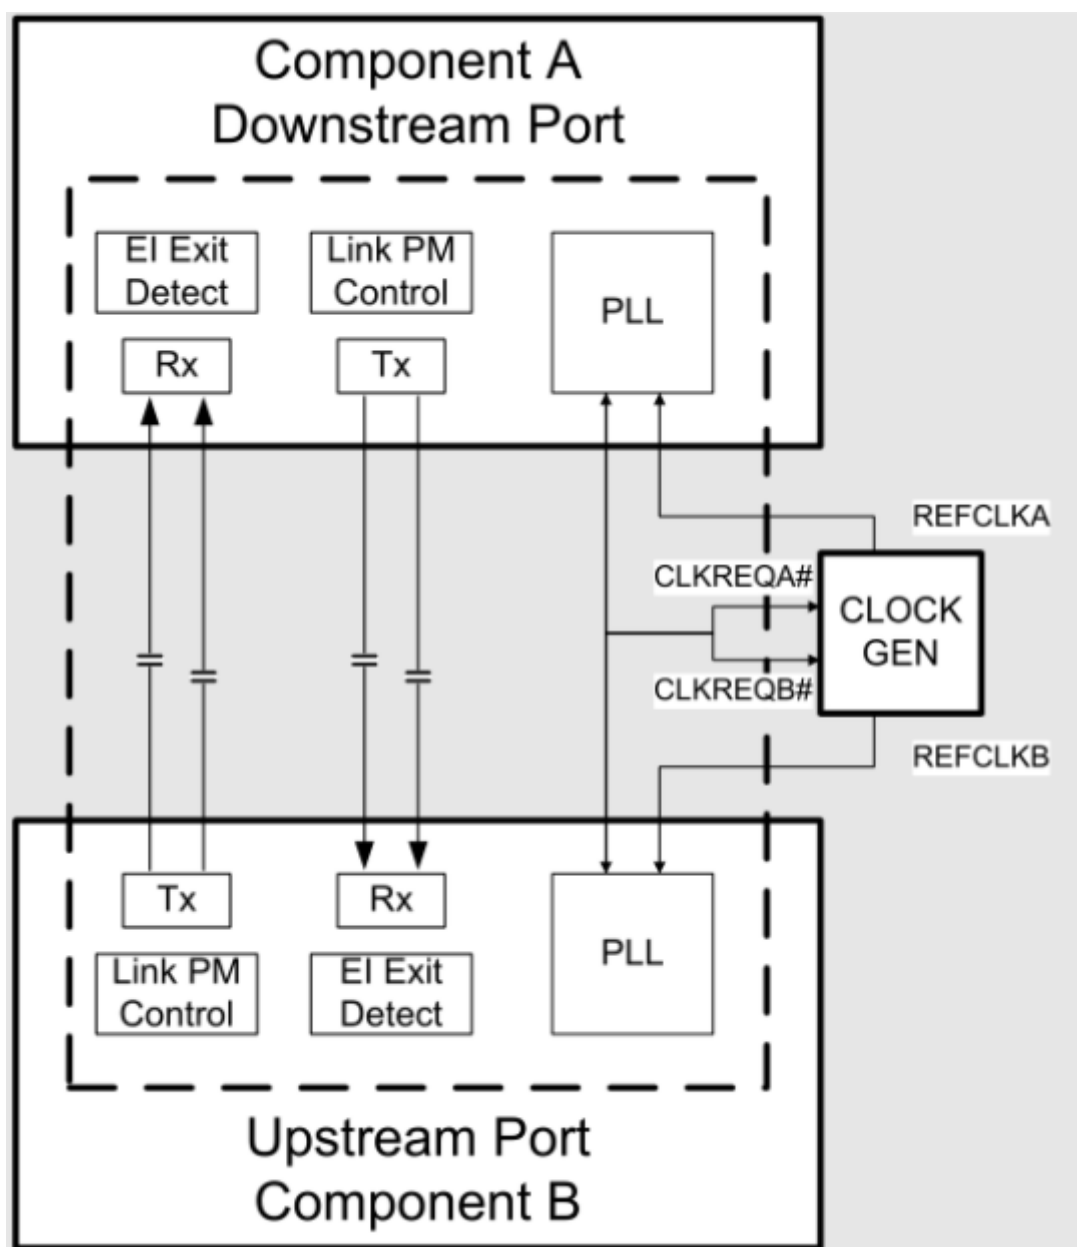 Component A
Downstream Port
EI Exit
Detect
Link PM
Control
PLL
Rx
Tx
REFCLKA
CLKREQA#
CLOCK
GEN
CLKREQB#
REFCLKB
Tx
Rx
PLL
Link PM
Control
EI Exit
Detect
Upstream Port
Component B